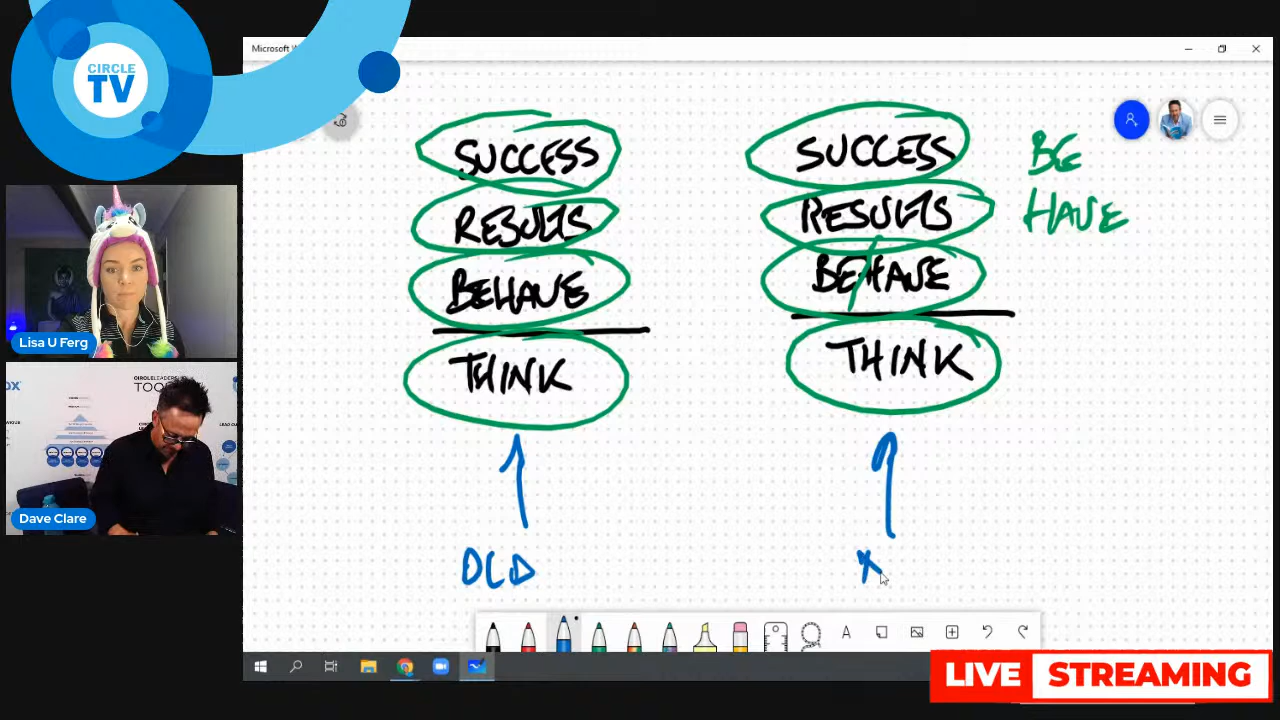 CIRCLE
TV
Microsoft W
SUCCESS
RESULTS
BEHAVE
THINK
OLD
SUCCESS
RESULTS
BEHAVE
THINK
BE
HAVE
Lisa U Ferg
Dave Clare
A
LIVE STREAMING